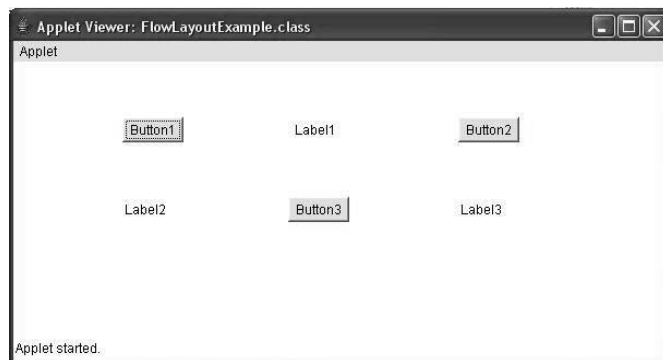 Applet Viewer: FlowLayoutExample.class
Applet
Button1 Label1 Button2
Label2 Button3 Label3
Applet started.